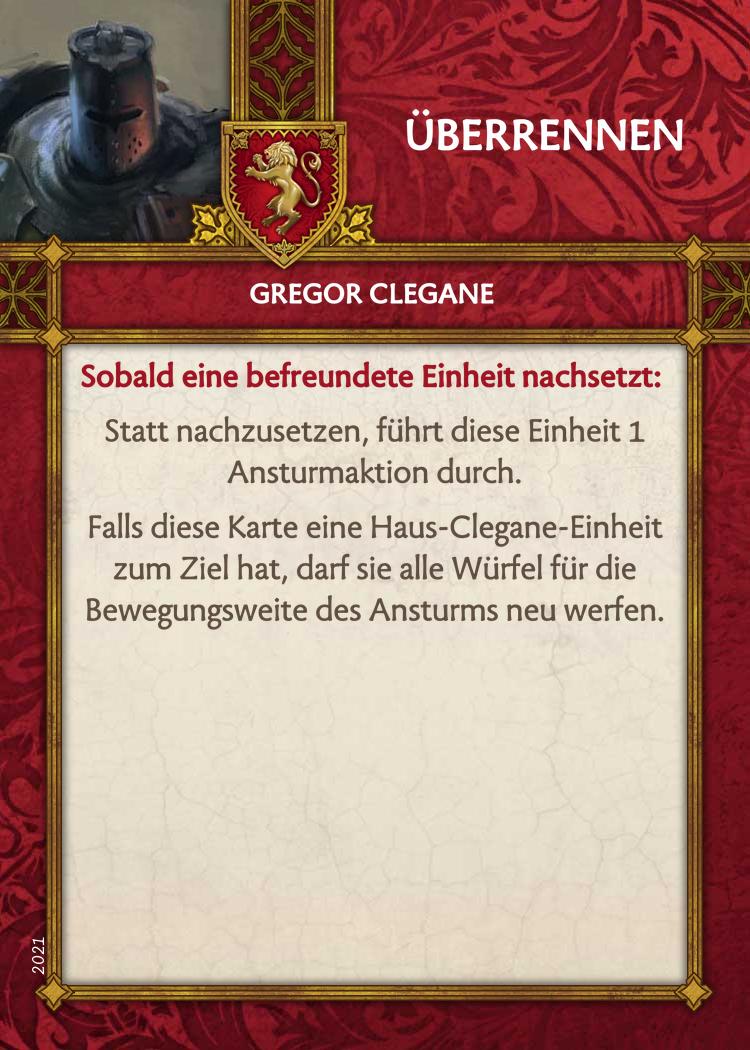 ÜBERRENNEN
GREGOR CLEGANE
Sobald eine befreundete Einheit nachsetzt:
Statt nachzusetzen, führt diese Einheit 1
Ansturmaktion durch.
Falls diese Karte eine Haus-Clegane-Einheit
zum Ziel hat, darf sie alle Würfel für die
Bewegungsweite des Ansturms neu werfen.
2021